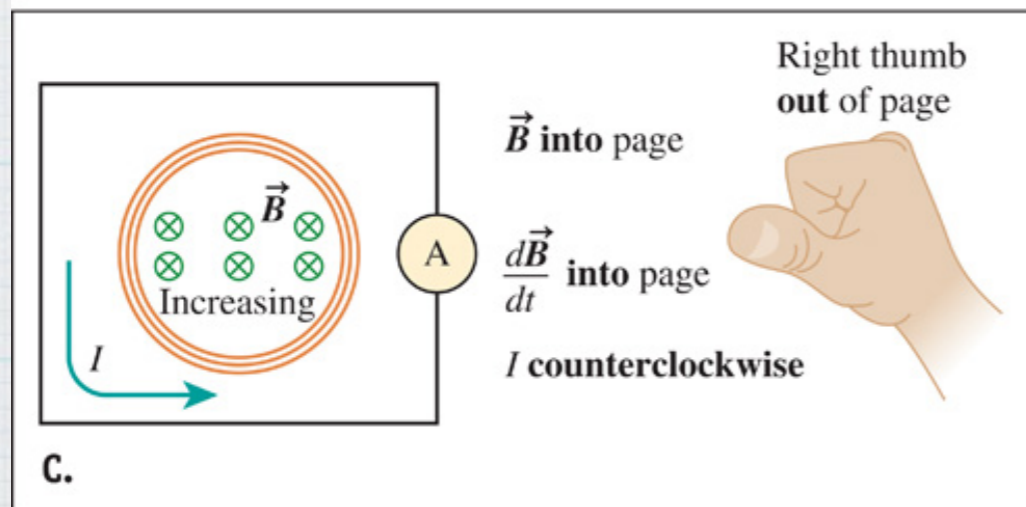 Right thumb
out of page
B⃗ into page
B⃗
A
dB⃗
dt
into page
Increasing
I
I counterclockwise
C.